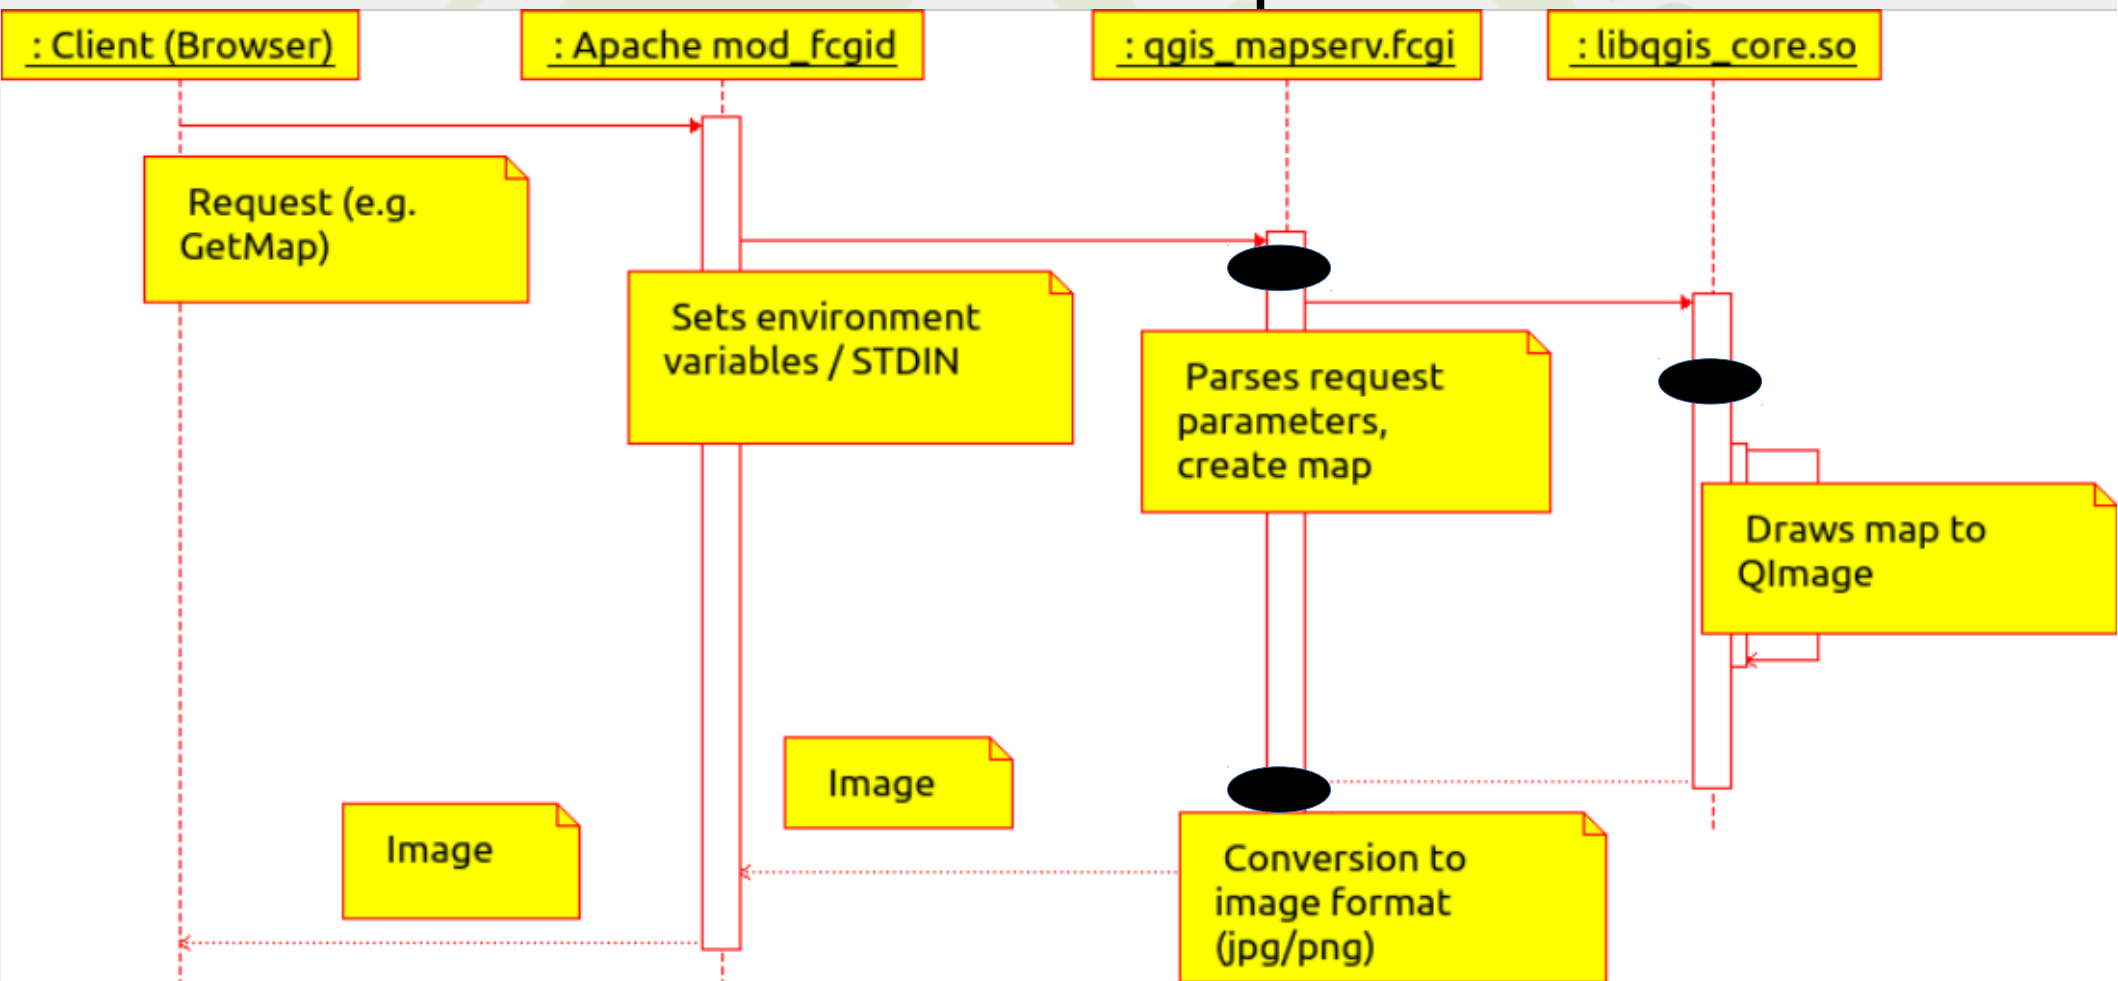 : Client (Browser)
: Apache mod_fcgid
: qgis_mapserv.fcgi
: libqgis_core.so
Request (e.g.
GetMap)
Sets environment
variables / STDIN
Parses request
parameters,
create map
Draws map to
QImage
Image
Image
Conversion to
image format
(jpg/png)